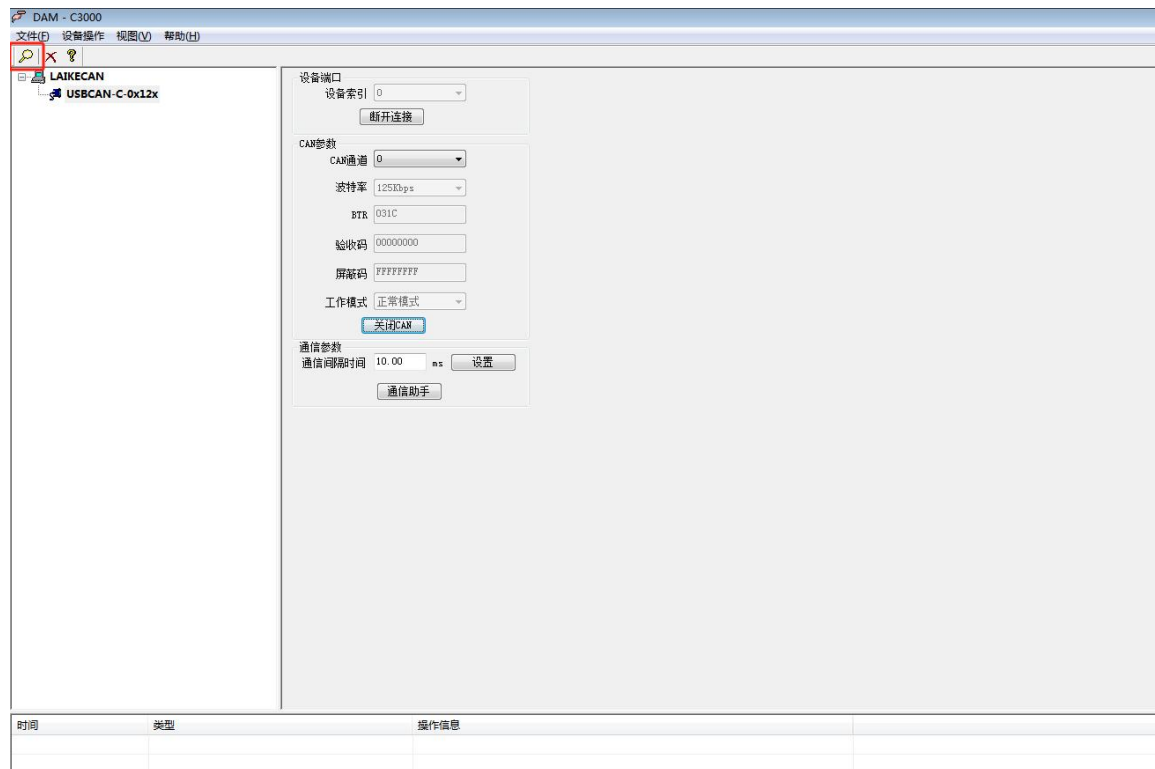 DAM - C3000
文件(F) 设备操作 视图(V) 帮助(H)
LAIKECAN
USBCAN-C-0x12x
设备端口
设备索引 0
断开连接
CAN参数
CAN通道 0
波特率 125Kbps
BTR 031C
验收码 00000000
屏蔽码 FFFFFFFF
工作模式 正常模式
关闭CAN
通信参数
通信间隔时间 10.00 ms 设置
通信助手
时间 类型 操作信息